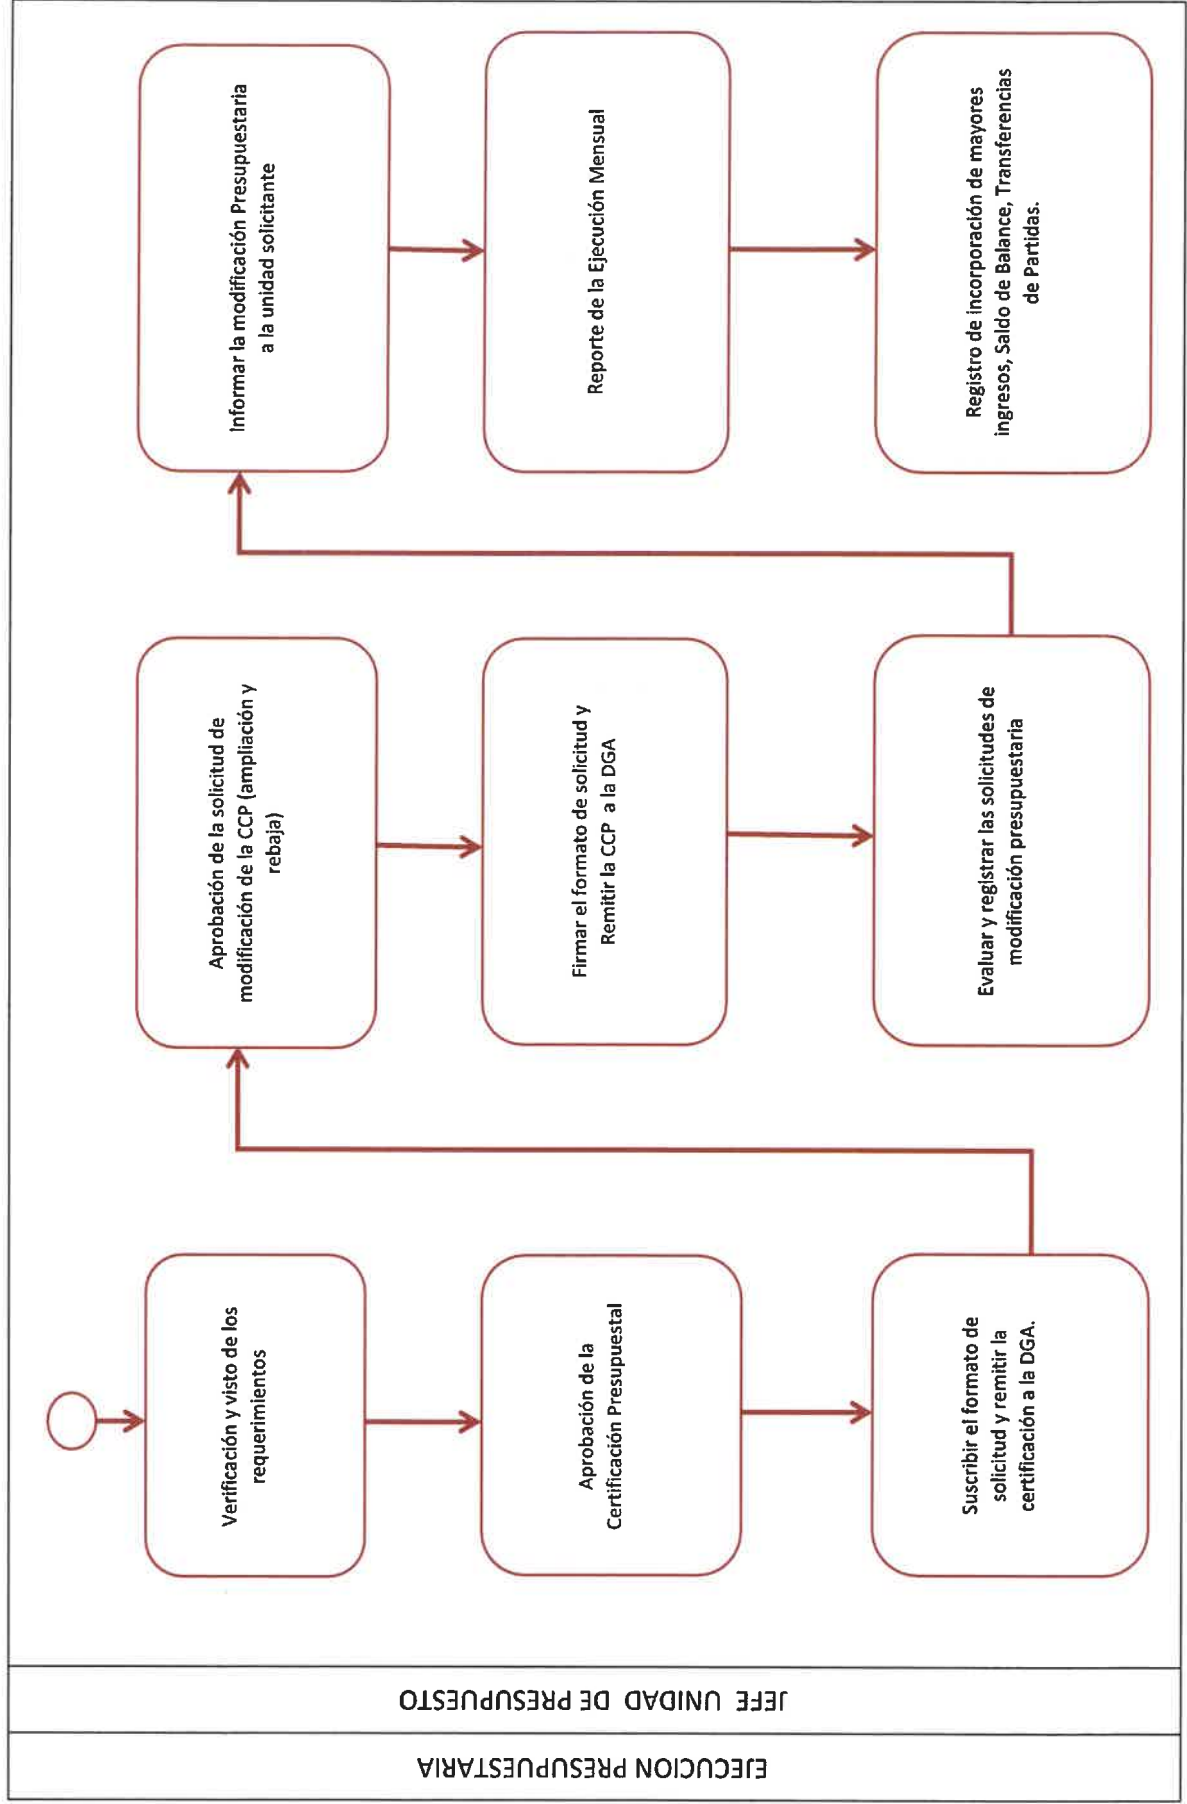 EJECUCION PRESUPUESTARIA
JEFE UNIDAD DE PRESUPUESTO
Verificación y visto de los
requerimientos
Aprobación de la
Certificación Presupuestal
Suscribir el formato de
solicitud y remitir la
certificación a la DGA.
Aprobación de la solicitud de
modificación de la CCP (ampliación y
rebaja)
Firmar el formato de solicitud y
Remitir la CCP a la DGA
Evaluar y registrar las solicitudes de
modificación presupuestaria
Informar la modificación Presupuestaria
a la unidad solicitante
Reporte de la Ejecución Mensual
Registro de incorporación de mayores
ingresos, Saldo de Balance, Transferencias
de Partidas.